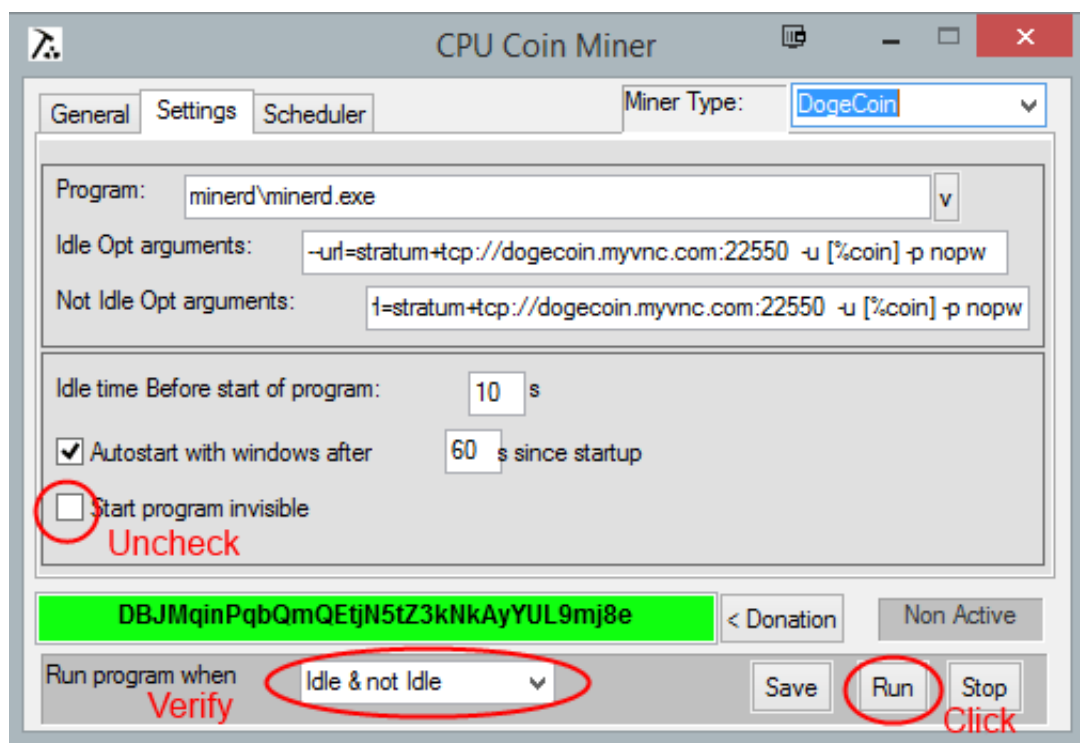 CPU Coin Miner
General Settings Scheduler Miner Type: DogeCoin
Program: minerd\minerd.exe v
Idle Opt arguments: --url=stratum+tcp://dogecoin.myvnc.com:22550 -u [%coin] -p nopw
Not Idle Opt arguments: l=stratum+tcp://dogecoin.myvnc.com:22550 -u [%coin] -p nopw
Idle time Before start of program: 10 s
Autostart with windows after 60 s since startup
Start program invisible
Uncheck
DBJMqinPqbQmQEtjN5tZ3kNkAyYUL9mj8e < Donation Non Active
Run program when Idle & not Idle Save Run Stop
Verify Click